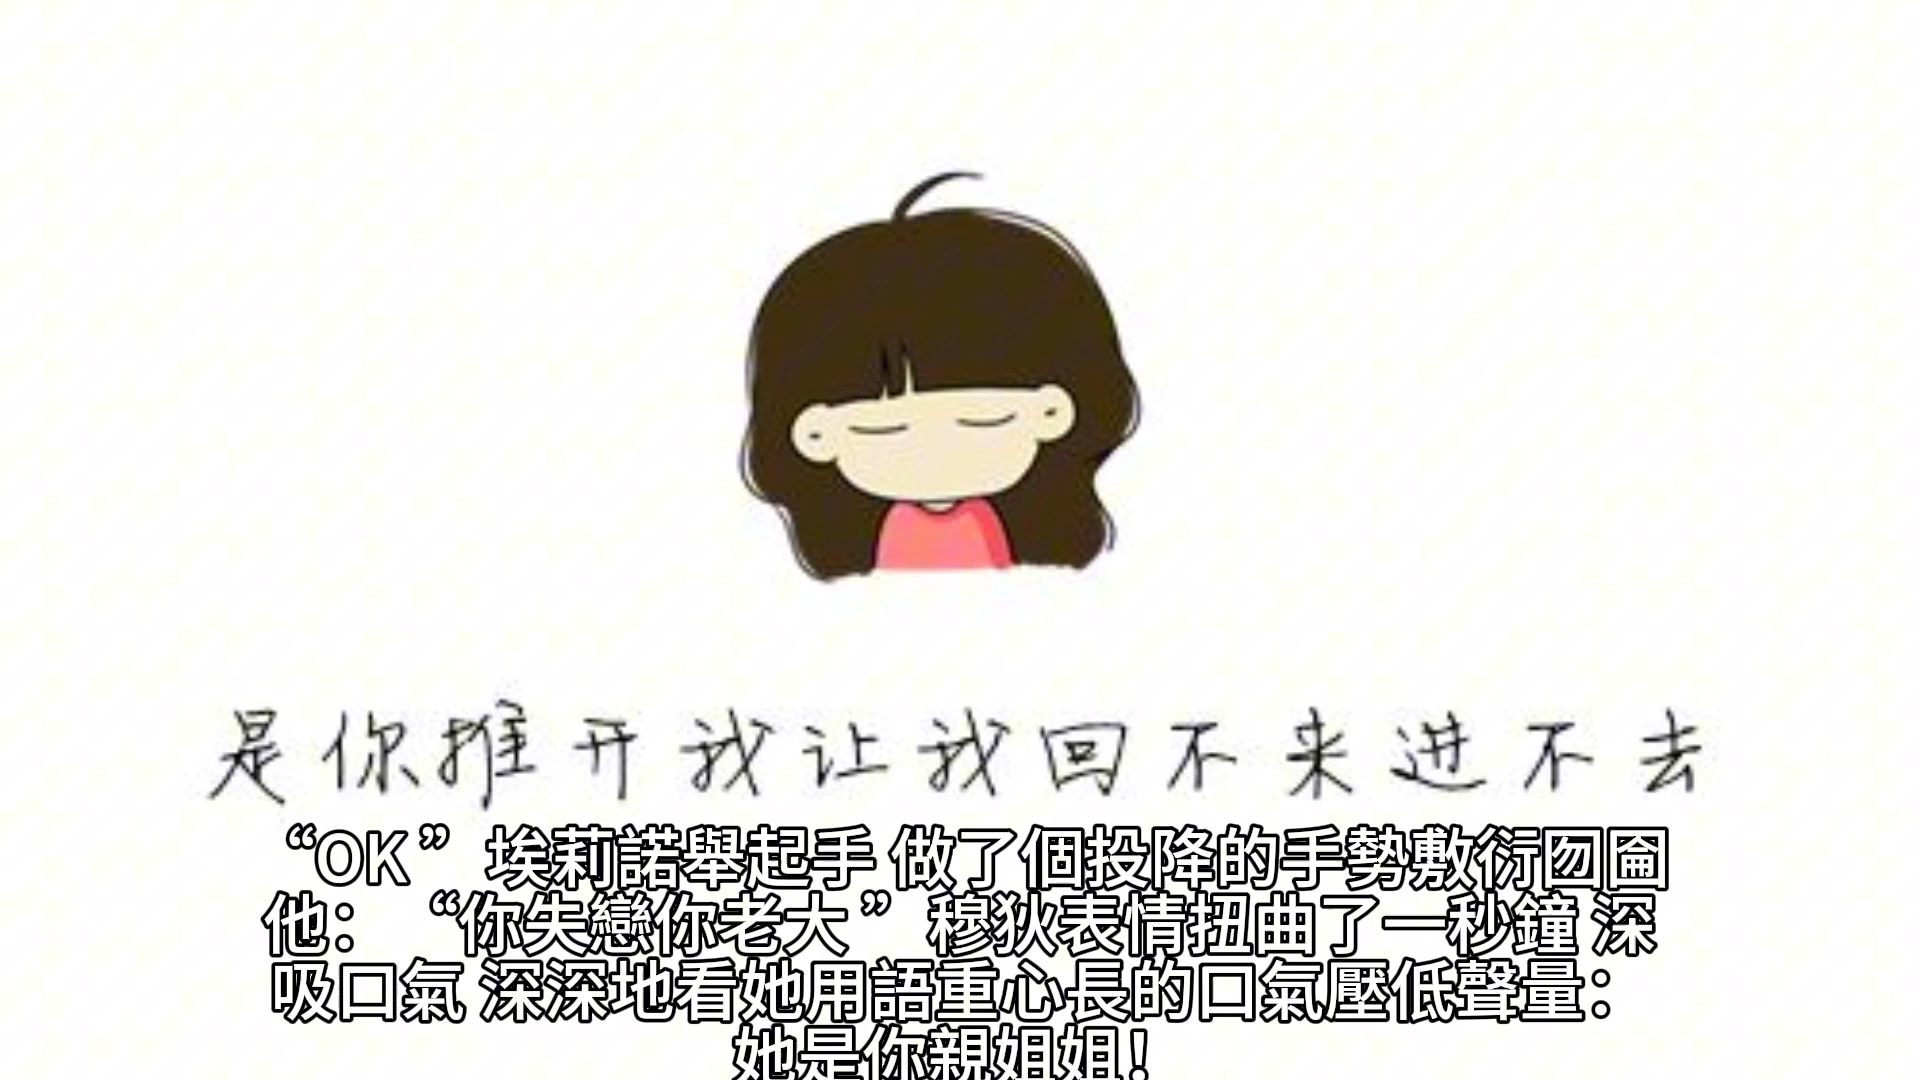 是你推开我让我回不来进不去
“OK”埃莉諾舉起手 做了個投降的手勢敷衍囫圇
他：“你失戀你老大”穆狄表情扭曲了一秒鐘 深
吸口氣 深深地看她用語重心長的口氣壓低聲量：
她是你親姐姐！